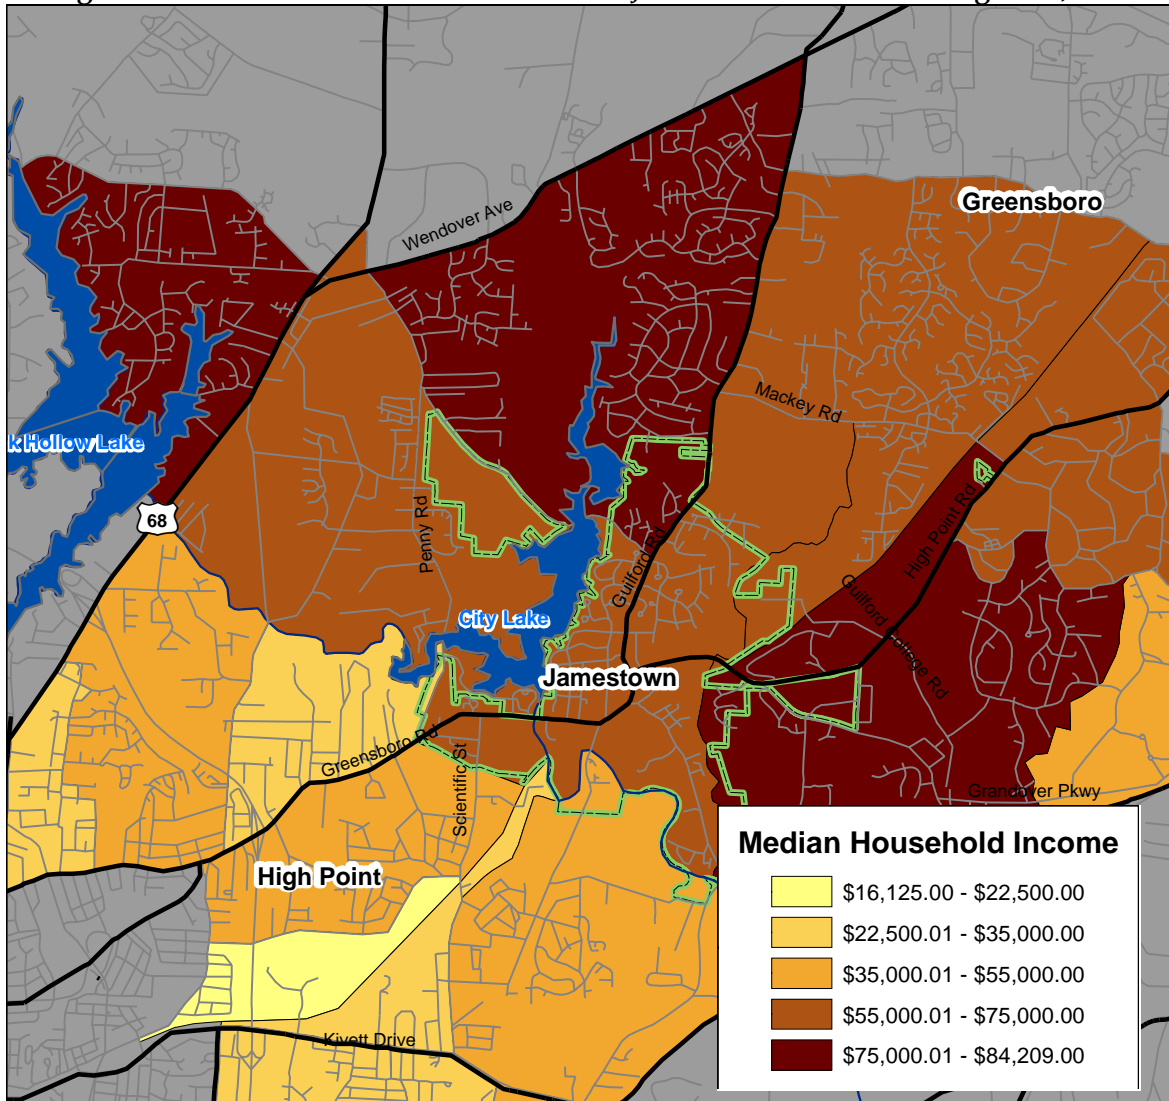 Greensboro
Wendover Ave
Mackey Rd
k Hollow Lake
68
Penny Rd
High Point Rd
Guilford Rd
Guilford College Rd
City Lake
Jamestown
Greensboro Rd
Scientific St
Grandover Pkwy
High Point
Kivett Drive
Median Household Income
$16,125.00 - $22,500.00
$22,500.01 - $35,000.00
$35,000.01 - $55,000.00
$55,000.01 - $75,000.00
$75,000.01 - $84,209.00